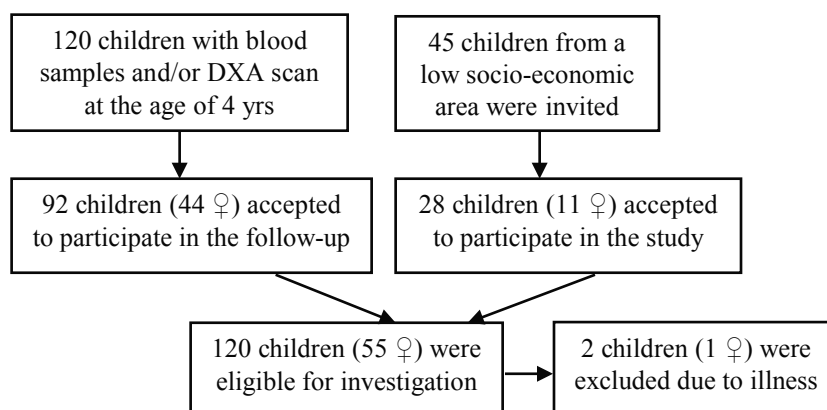 120 children with blood
samples and/or DXA scan
at the age of 4 yrs
45 children from a
low socio-economic
area were invited
92 children (44 ♀) accepted
to participate in the follow-up
28 children (11 ♀) accepted
to participate in the study
120 children (55 ♀) were
eligible for investigation
2 children (1 ♀) were
excluded due to illness